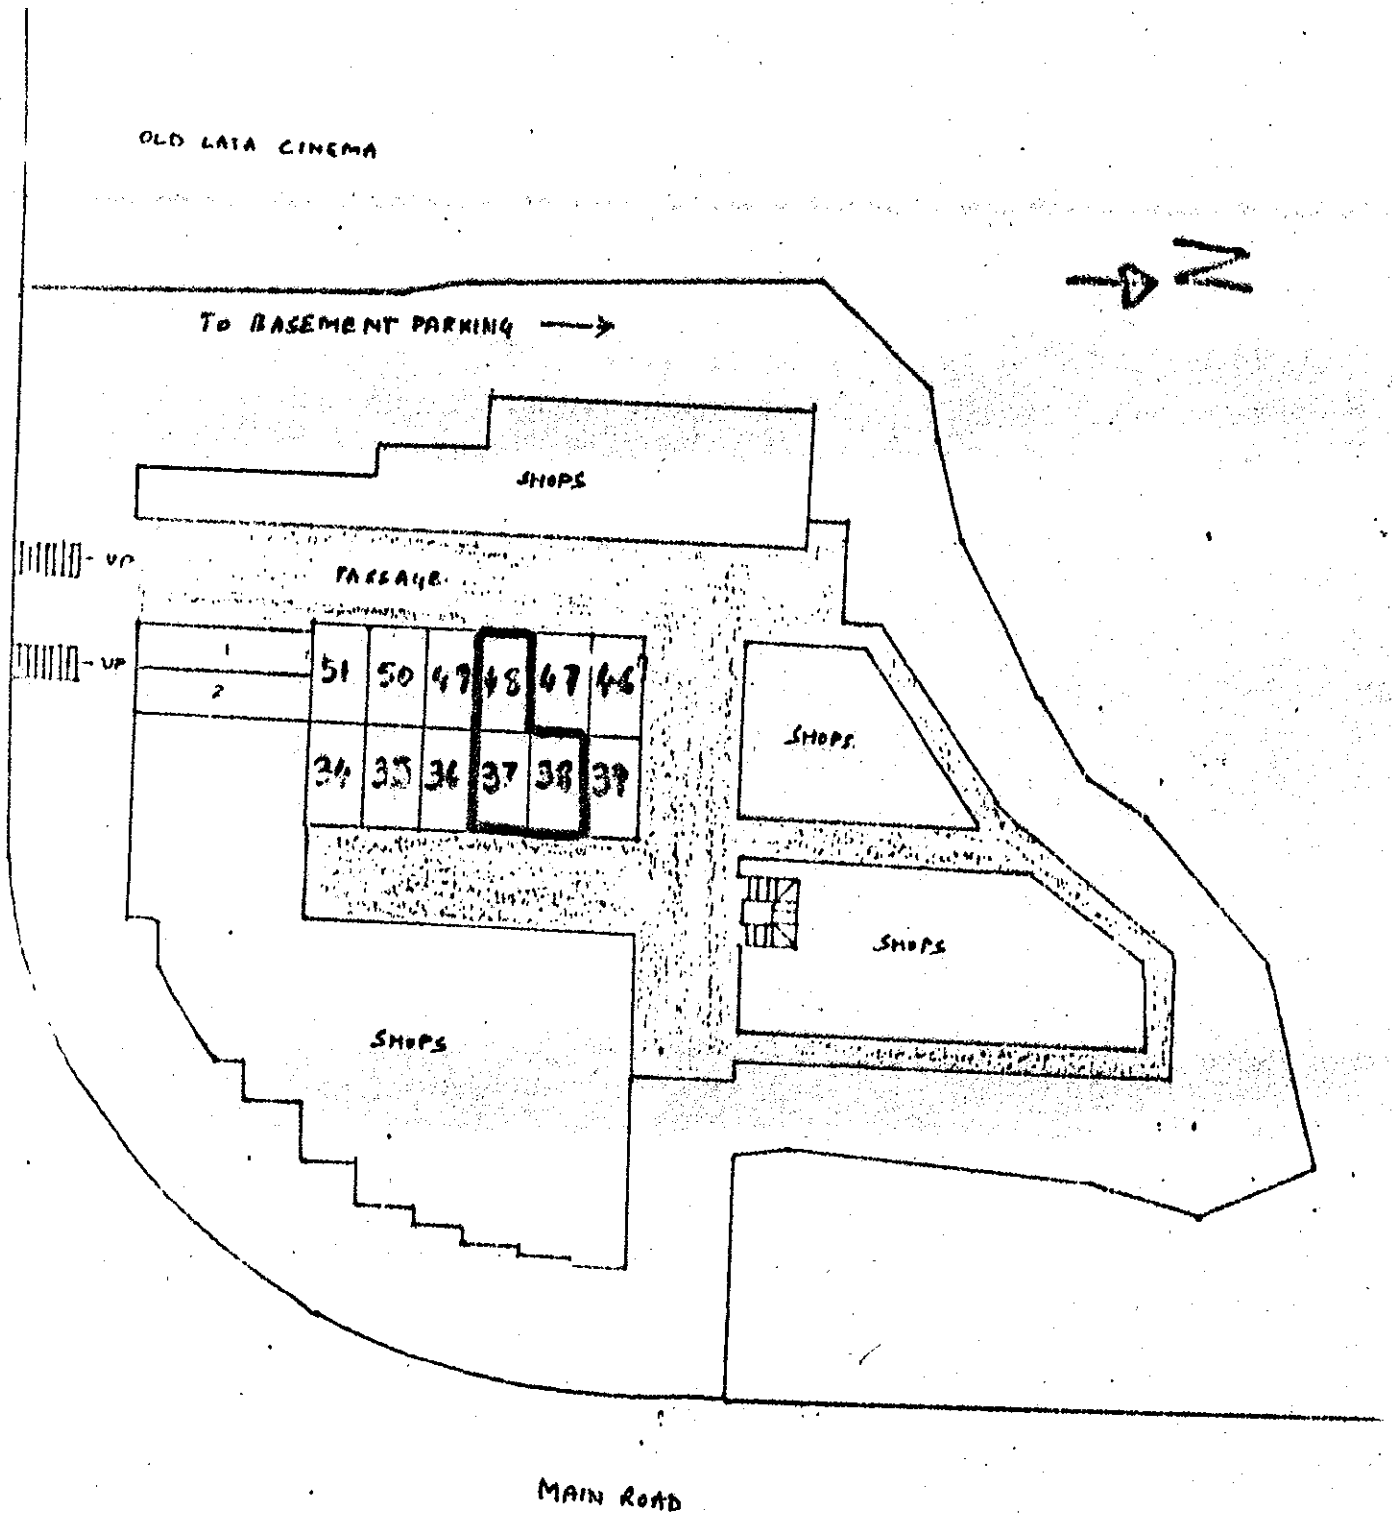 OLD LATA CINEMA
N
TO BASEMENT PARKING
SHOPS
UP
PASSAGE
UP
1
2
51 50 49 48 47 46
34 35 36 37 38 39
SHOPS
SHOPS
SHOPS
MAIN ROAD